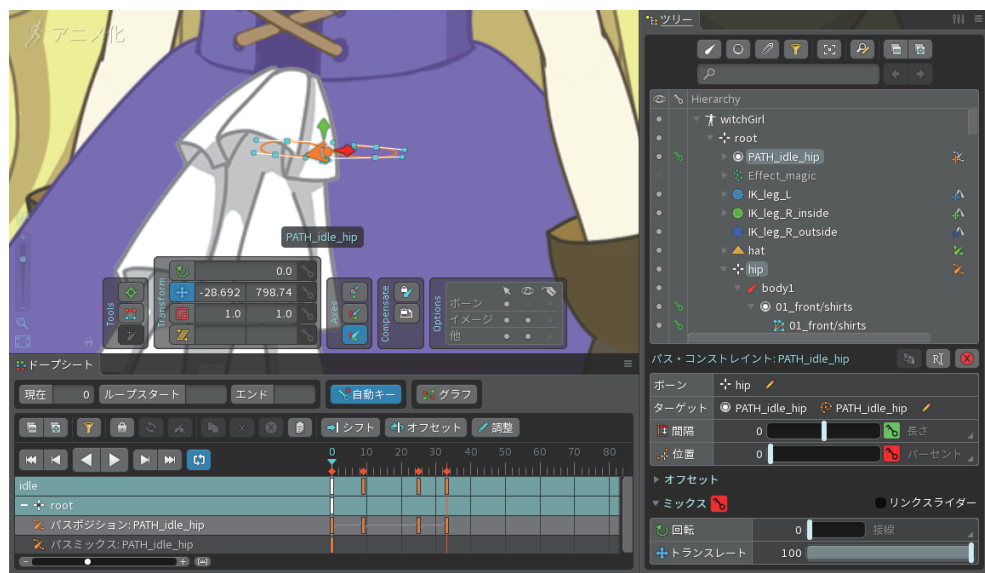 アニメ化
PATH_idle_hip
Tools
Transform
0.0
-28.692 798.74
1.0 1.0
Axes
Compensate
Options
ボーン
イメージ
他
ドープシート
現在 0 ループスタート エンド 自動キー グラフ
シフト オフセット 調整
0 10 20 30 40 50 60 70 80
idle
root
パスポジション: PATH_idle_hip
パスミックス: PATH_idle_hip
ツリー
Hierarchy
witchGirl
root
PATH_idle_hip
Effect_magic
IK_leg_L
IK_leg_R_inside
IK_leg_R_outside
hat
hip
body1
01_front/shirts
01_front/shirts
パス・コンストレイント: PATH_idle_hip
ボーン hip
ターゲット PATH_idle_hip PATH_idle_hip
間隔 0 長さ
位置 0 パーセント
オフセット
ミックス リンクスライダー
回転 0 接線
トランスレート 100